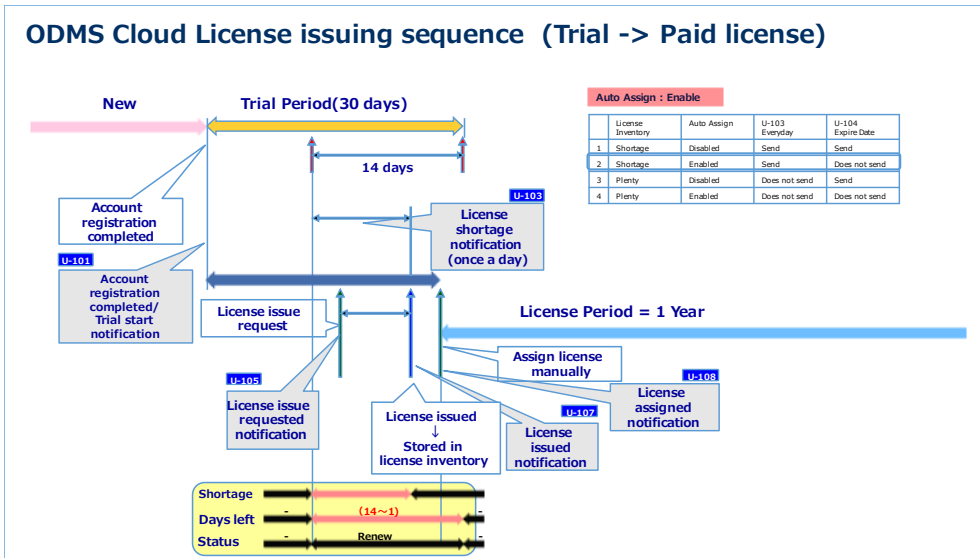 ODMS Cloud License issuing sequence (Trial -> Paid license)
New
Trial Period(30 days)
Auto Assign : Enable
License Inventory	Auto Assign	U-103 Everyday	U-104 Expire Date
1	Shortage	Disabled	Send	Send
2	Shortage	Enabled	Send	Does not send
3	Plenty	Disabled	Does not send	Send
4	Plenty	Enabled	Does not send	Does not send
14 days
U-103
License
shortage
notification
(once a day)
Account
registration
completed
U-101
Account
registration
completed/
Trial start
notification
License issue
request
License Period = 1 Year
Assign license
manually
U-105
License issue
requested
notification
License issued
↓
Stored in
license inventory
U-107
License
issued
notification
U-108
License
assigned
notification
Shortage
Days left - (14～1) -
Status - Renew -